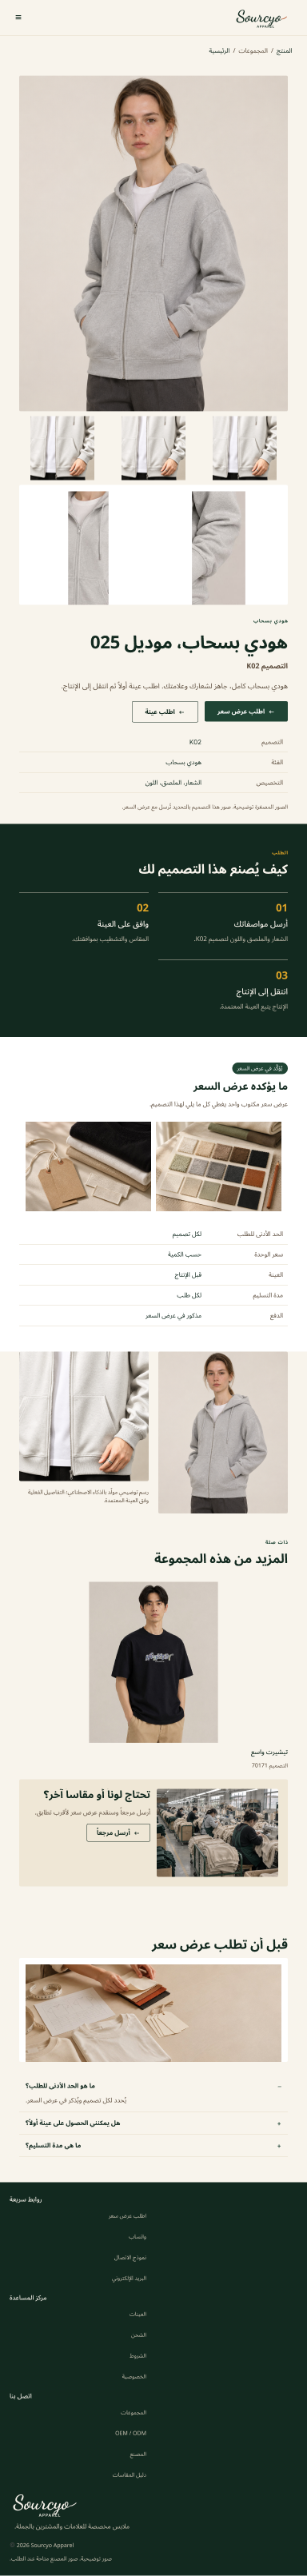 Sourcyo
APPAREL
≡
المنتج / المجموعات / الرئيسية
هودي بسحاب
هودي بسحاب، موديل 025
التصميم K02
هودي بسحاب كامل، جاهز لشعارك وعلامتك. اطلب عينة أولاً ثم انتقل إلى الإنتاج.
← اطلب عرض سعر
← اطلب عينة
التصميم K02
الفئة هودي بسحاب
التخصيص الشعار، الملصق، اللون
الصور المصغرة توضيحية. صور هذا التصميم بالتحديد تُرسل مع عرض السعر.
الطلب
كيف يُصنع هذا التصميم لك
01
أرسل مواصفاتك
الشعار والملصق واللون لتصميم K02.
02
وافق على العينة
المقاس والتشطيب بموافقتك.
03
انتقل إلى الإنتاج
الإنتاج يتبع العينة المعتمدة.
يُؤكَّد في عرض السعر
ما يؤكده عرض السعر
عرض سعر مكتوب واحد يغطي كل ما يلي لهذا التصميم.
الحد الأدنى للطلب لكل تصميم
سعر الوحدة حسب الكمية
العينة قبل الإنتاج
مدة التسليم لكل طلب
الدفع مذكور في عرض السعر
رسم توضيحي مولّد بالذكاء الاصطناعي؛ التفاصيل الفعلية
وفق العينة المعتمدة.
ذات صلة
المزيد من هذه المجموعة
تيشيرت واسع
التصميم 70171
تحتاج لونا أو مقاسا آخر؟
أرسل مرجعاً وسنقدم عرض سعر لأقرب تطابق.
← أرسل مرجعاً
قبل أن تطلب عرض سعر
ما هو الحد الأدنى للطلب؟ –
يُحدد لكل تصميم ويُذكر في عرض السعر.
هل يمكنني الحصول على عينة أولاً؟ +
ما هي مدة التسليم؟ +
روابط سريعة
اطلب عرض سعر
واتساب
نموذج الاتصال
البريد الإلكتروني
مركز المساعدة
العينات
الشحن
الشروط
الخصوصية
اتصل بنا
المجموعات
OEM / ODM
المصنع
دليل المقاسات
Sourcyo
APPAREL
ملابس مخصصة للعلامات والمشترين بالجملة.
© 2026 Sourcyo Apparel
صور توضيحية. صور المصنع متاحة عند الطلب.